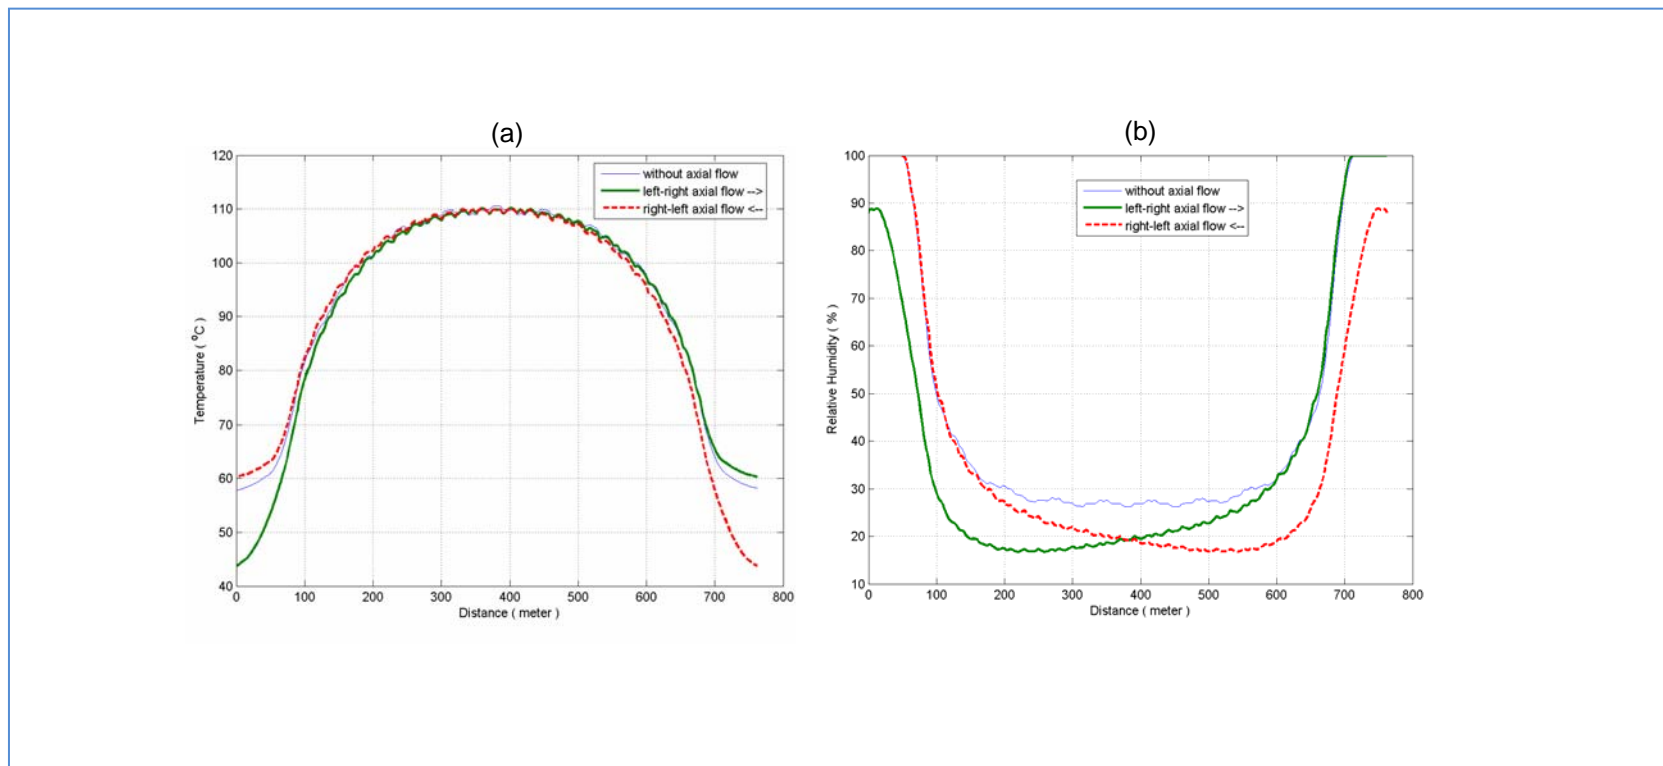 (a)
120
110
100
90
80
70
60
50
40
Temperature ( °C )
without axial flow
left-right axial flow -->
right-left axial flow <--
0 100 200 300 400 500 600 700 800
Distance ( meter )
(b)
100
90
80
70
60
50
40
30
20
10
Relative Humidity ( % )
without axial flow
left-right axial flow -->
right-left axial flow <--
0 100 200 300 400 500 600 700 800
Distance ( meter )